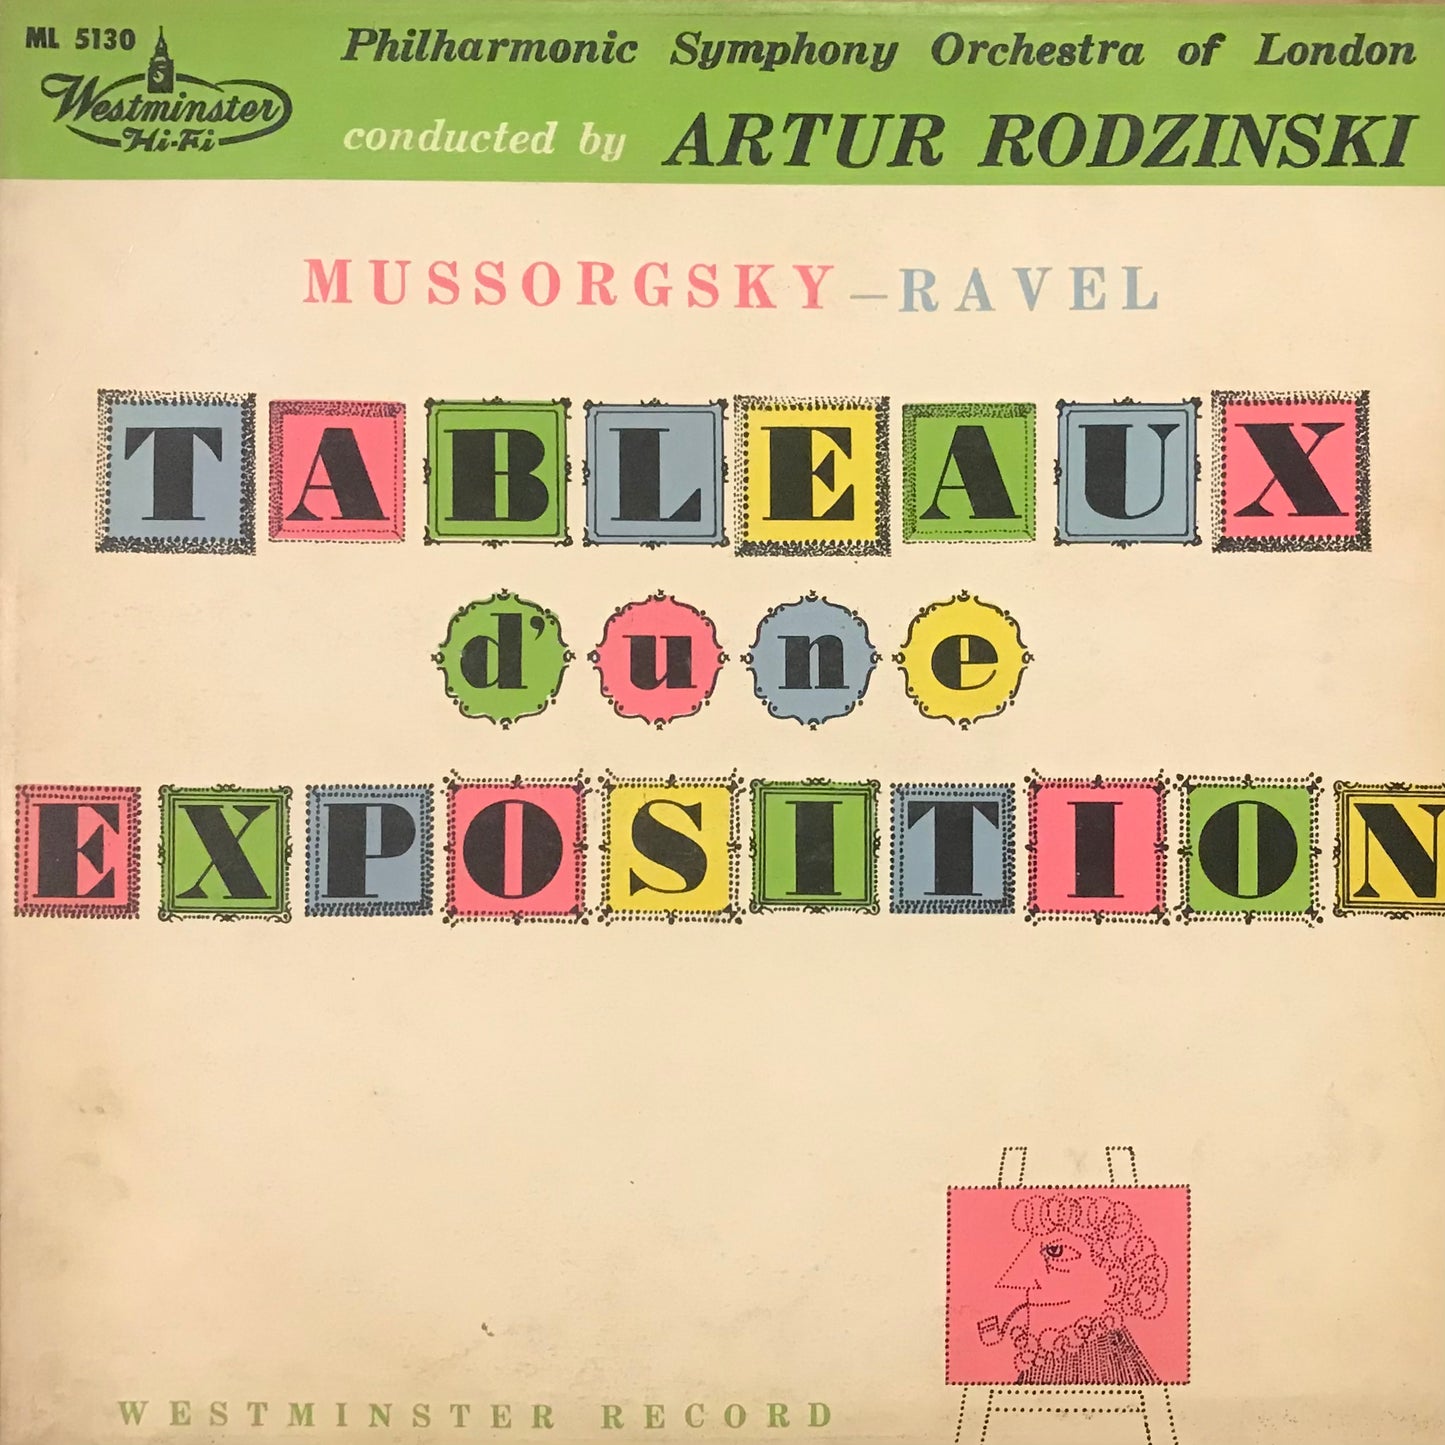 ML 5130
Westminster
Hi-Fi
Philharmonic Symphony Orchestra of London
conducted by ARTUR RODZINSKI
MUSSORGSKY – RAVEL
TABLEAUX
d'une
EXPOSITION
WESTMINSTER RECORD